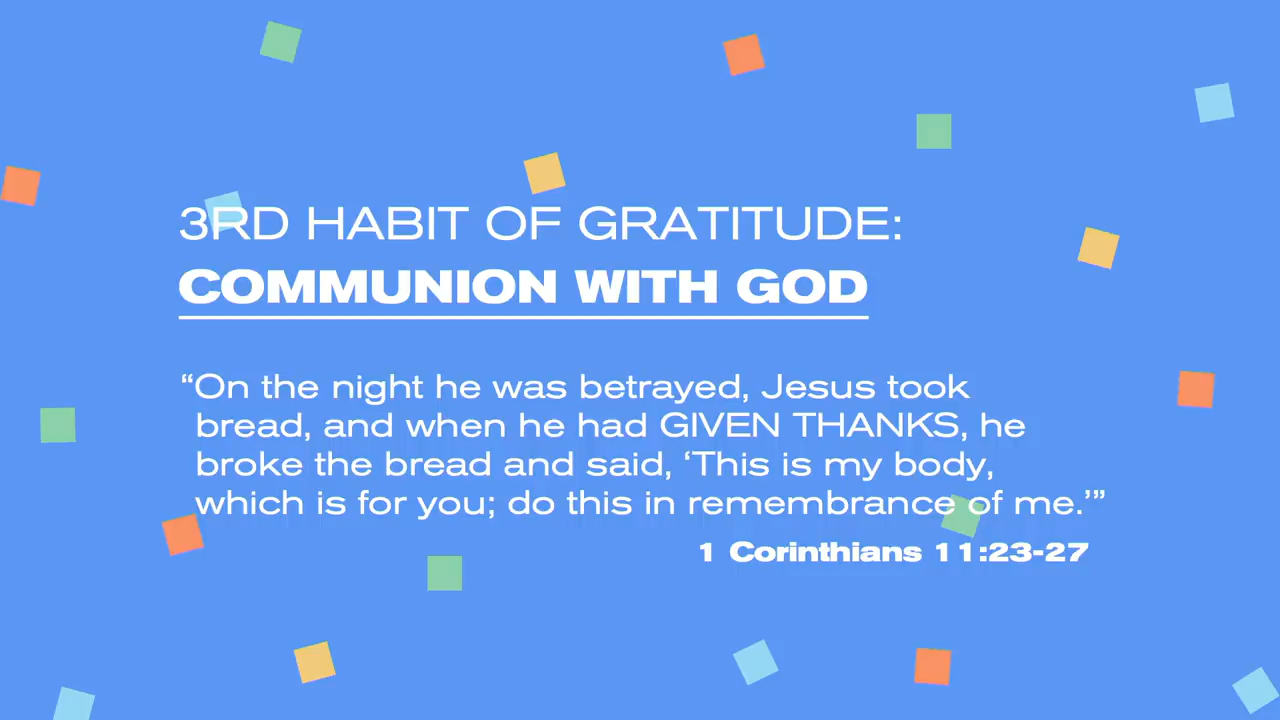 3RD HABIT OF GRATITUDE:
COMMUNION WITH GOD
“On the night he was betrayed, Jesus took
bread, and when he had GIVEN THANKS, he
broke the bread and said, ‘This is my body,
which is for you; do this in remembrance of me.’”
1 Corinthians 11:23-27